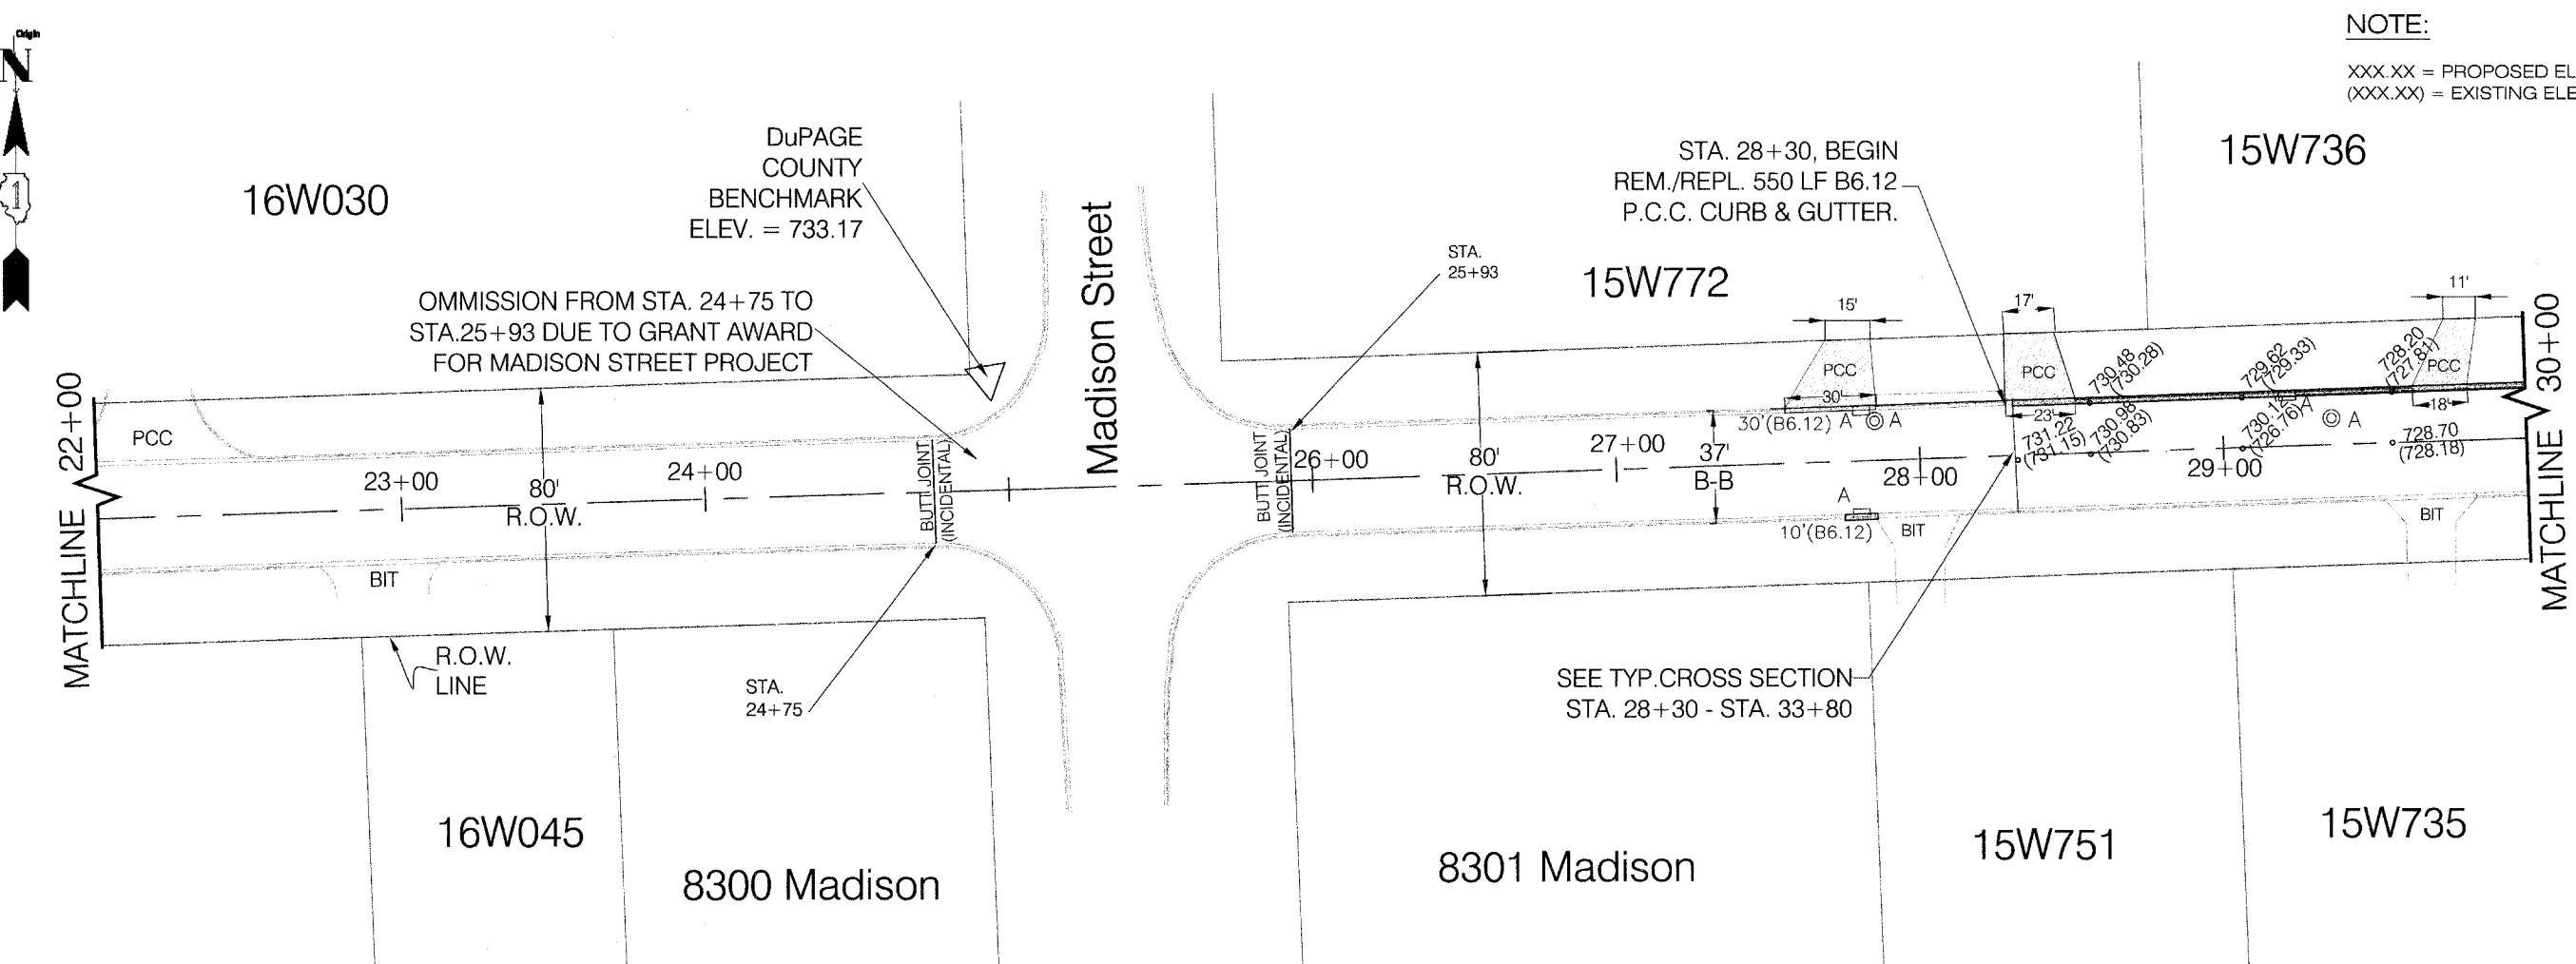 Origin
N
1
NOTE:
XXX.XX = PROPOSED EL
(XXX.XX) = EXISTING ELE
16W030
DuPAGE
COUNTY
BENCHMARK
ELEV. = 733.17
OMMISSION FROM STA. 24+75 TO
STA.25+93 DUE TO GRANT AWARD
FOR MADISON STREET PROJECT
Madison Street
STA.
25+93
15W772
STA. 28+30, BEGIN
REM./REPL. 550 LF B6.12
P.C.C. CURB & GUTTER.
15W736
MATCHLINE 22+00
PCC
23+00
80'
R.O.W.
24+00
BUTT JOINT
(INCIDENTAL)
BIT
R.O.W.
LINE
STA.
24+75
BUTT JOINT
(INCIDENTAL)
26+00
80'
R.O.W.
27+00
37'
B-B
15'
PCC
30'
30'(B6.12) A A
17'
PCC
23'
730.48
(730.28)
731.22
(731.15)
730.98
(730.83)
28+00
A
10'(B6.12)
BIT
729.62
(729.33)
730.12
(726.76)
A
A
29+00
728.20
(727.81)
11'
PCC
18'
728.70
(728.18)
BIT
MATCHLINE 30+00
SEE TYP.CROSS SECTION
STA. 28+30 - STA. 33+80
16W045
8300 Madison
8301 Madison
15W751
15W735